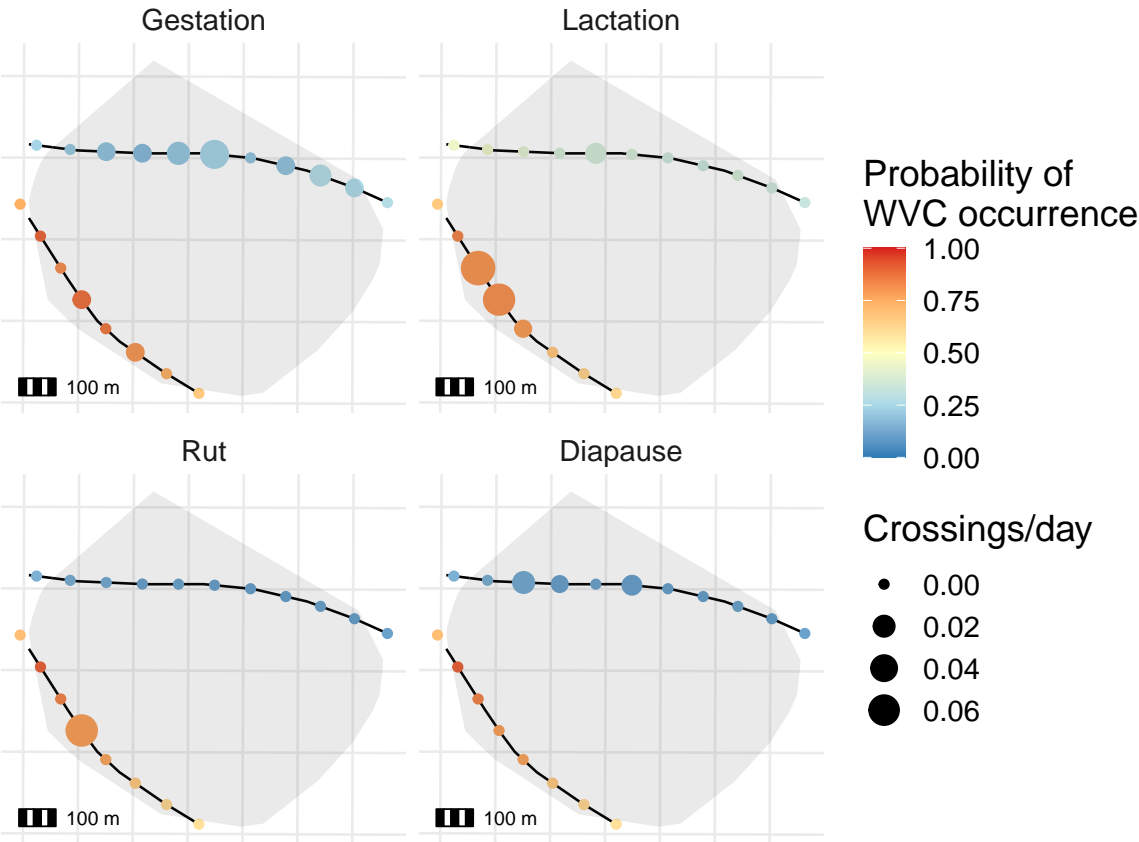 Gestation
Lactation
100 m
100 m
Rut
Diapause
100 m
100 m
Probability of
WVC occurrence
1.00
0.75
0.50
0.25
0.00
Crossings/day
0.00
0.02
0.04
0.06